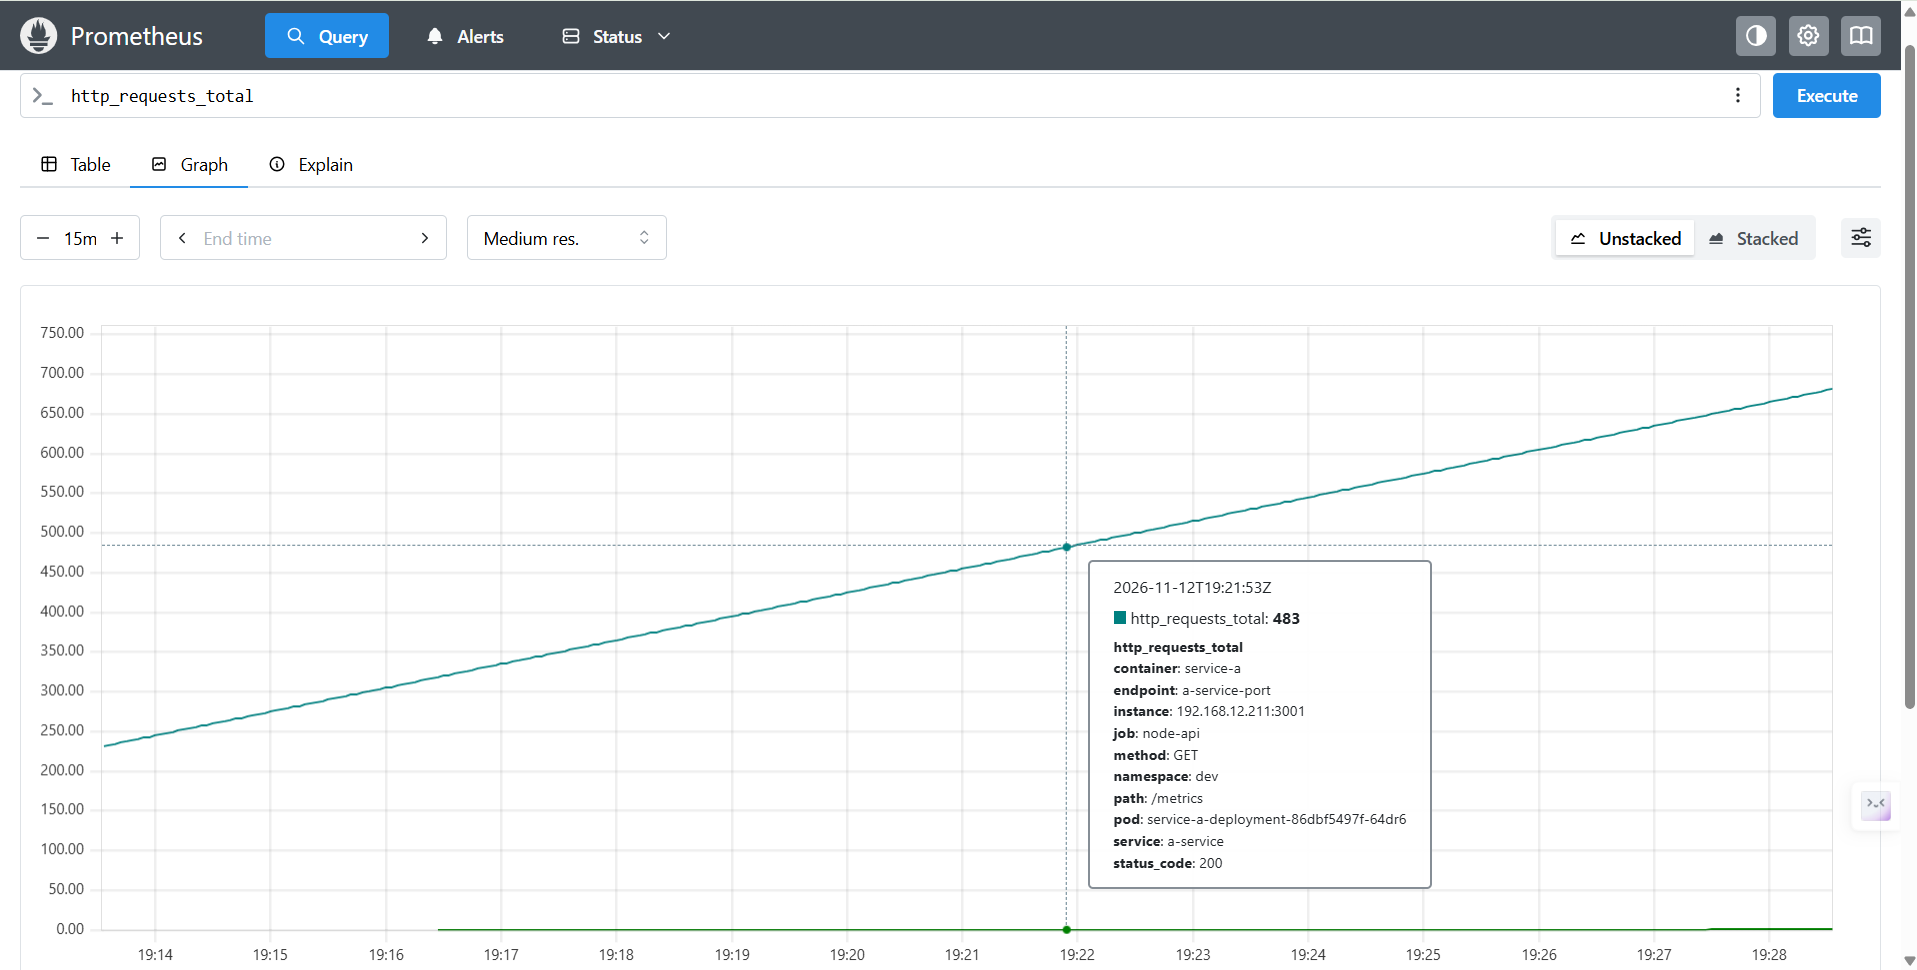 Prometheus Query Alerts Status
>_ http_requests_total Execute
Table Graph Explain
− 15m + End time Medium res. Unstacked Stacked
750.00
700.00
650.00
600.00
550.00
500.00
450.00
400.00
350.00
300.00
250.00
200.00
150.00
100.00
50.00
0.00
2026-11-12T19:21:53Z
http_requests_total: 483
http_requests_total
container: service-a
endpoint: a-service-port
instance: 192.168.12.211:3001
job: node-api
method: GET
namespace: dev
path: /metrics
pod: service-a-deployment-86dbf5497f-64dr6
service: a-service
status_code: 200
19:14 19:15 19:16 19:17 19:18 19:19 19:20 19:21 19:22 19:23 19:24 19:25 19:26 19:27 19:28